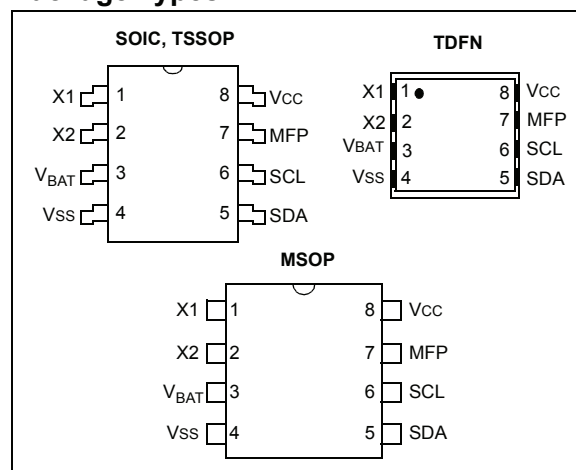 SOIC, TSSOP
X1 1 8 VCC
X2 2 7 MFP
VBAT 3 6 SCL
VSS 4 5 SDA
TDFN
X1 1 8 VCC
X2 2 7 MFP
VBAT 3 6 SCL
VSS 4 5 SDA
MSOP
X1 1 8 VCC
X2 2 7 MFP
VBAT 3 6 SCL
VSS 4 5 SDA